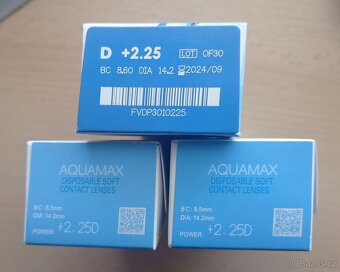 D +2.25 LOT OF30
BC 8.60 DIA 14.2 2024/09
FVDP3010225
AQUAMAX
DISPOSABLE SOFT
CONTACT LENSES
BC: 8.5mm
DIA: 14.2mm
POWER: +2.25D
AQUAMAX
DISPOSABLE SOFT
CONTACT LENSES
BC: 8.5mm
DIA: 14.2mm
POWER: +2.25D